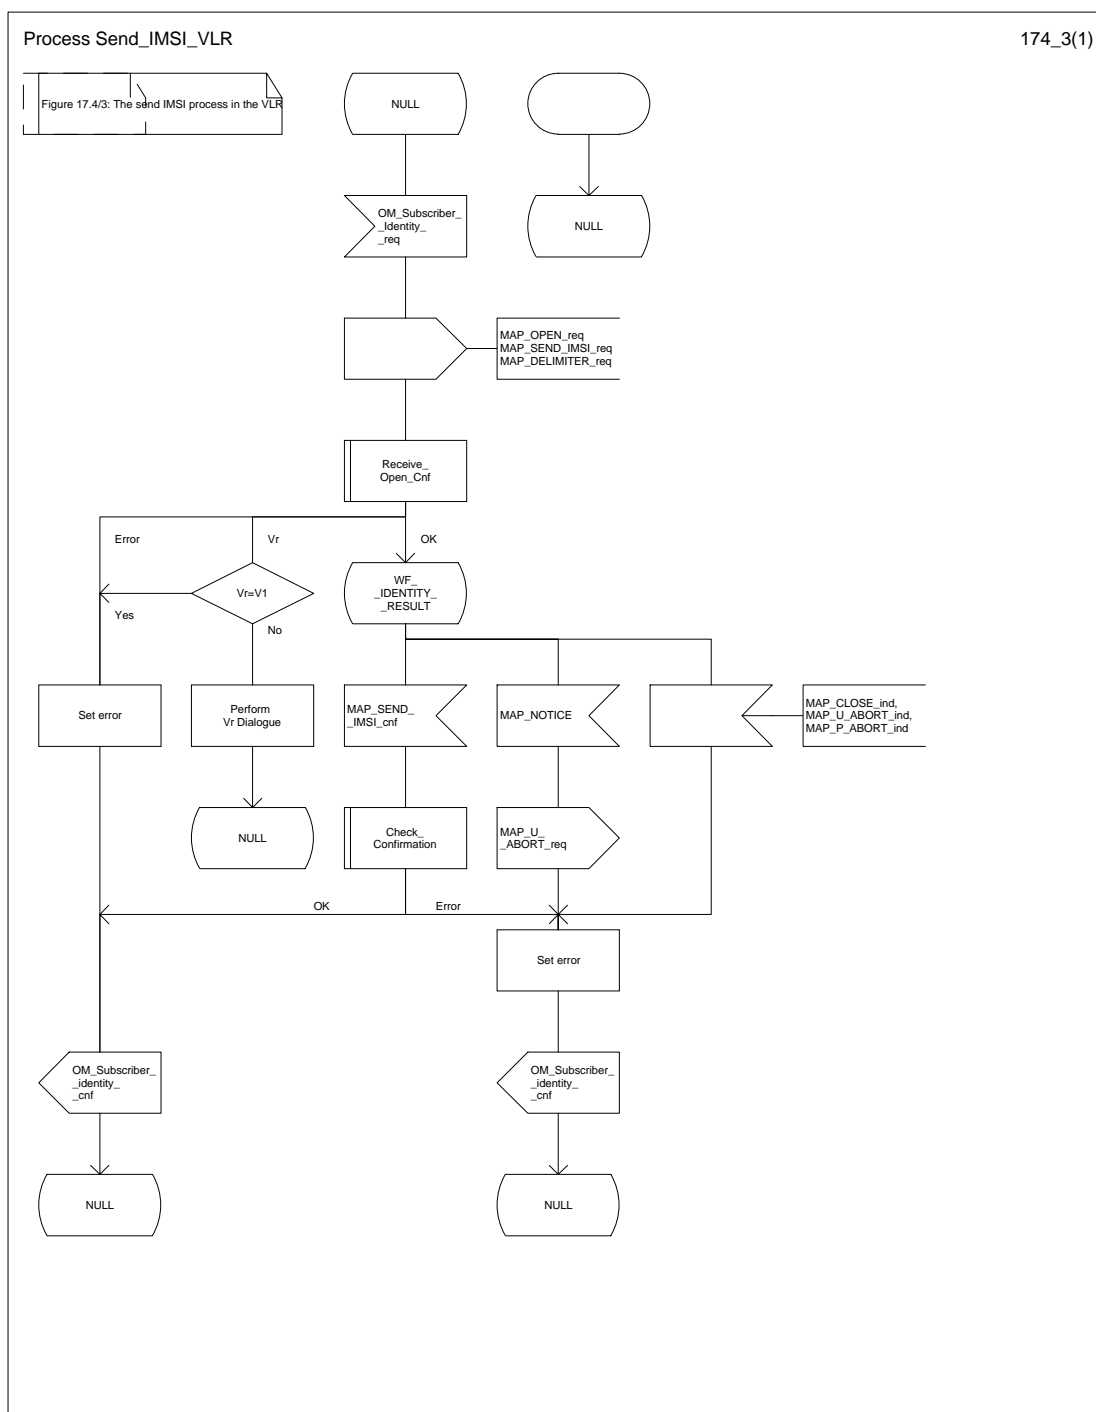 Process Send_IMSI_VLR
174_3(1)
Figure 17.4/3: The send IMSI process in the VLR
NULL
OM_Subscriber_
_Identity_
_req
NULL
MAP_OPEN_req
MAP_SEND_IMSI_req
MAP_DELIMITER_req
Receive_
Open_Cnf
Error
Vr
OK
Vr=V1
WF_
_IDENTITY_
_RESULT
Yes
No
Set error
Perform
Vr Dialogue
MAP_SEND_
_IMSI_cnf
MAP_NOTICE
MAP_CLOSE_ind,
MAP_U_ABORT_ind,
MAP_P_ABORT_ind
NULL
Check_
Confirmation
MAP_U_
_ABORT_req
OK
Error
Set error
OM_Subscriber_
_identity_
_cnf
OM_Subscriber_
_identity_
_cnf
NULL
NULL